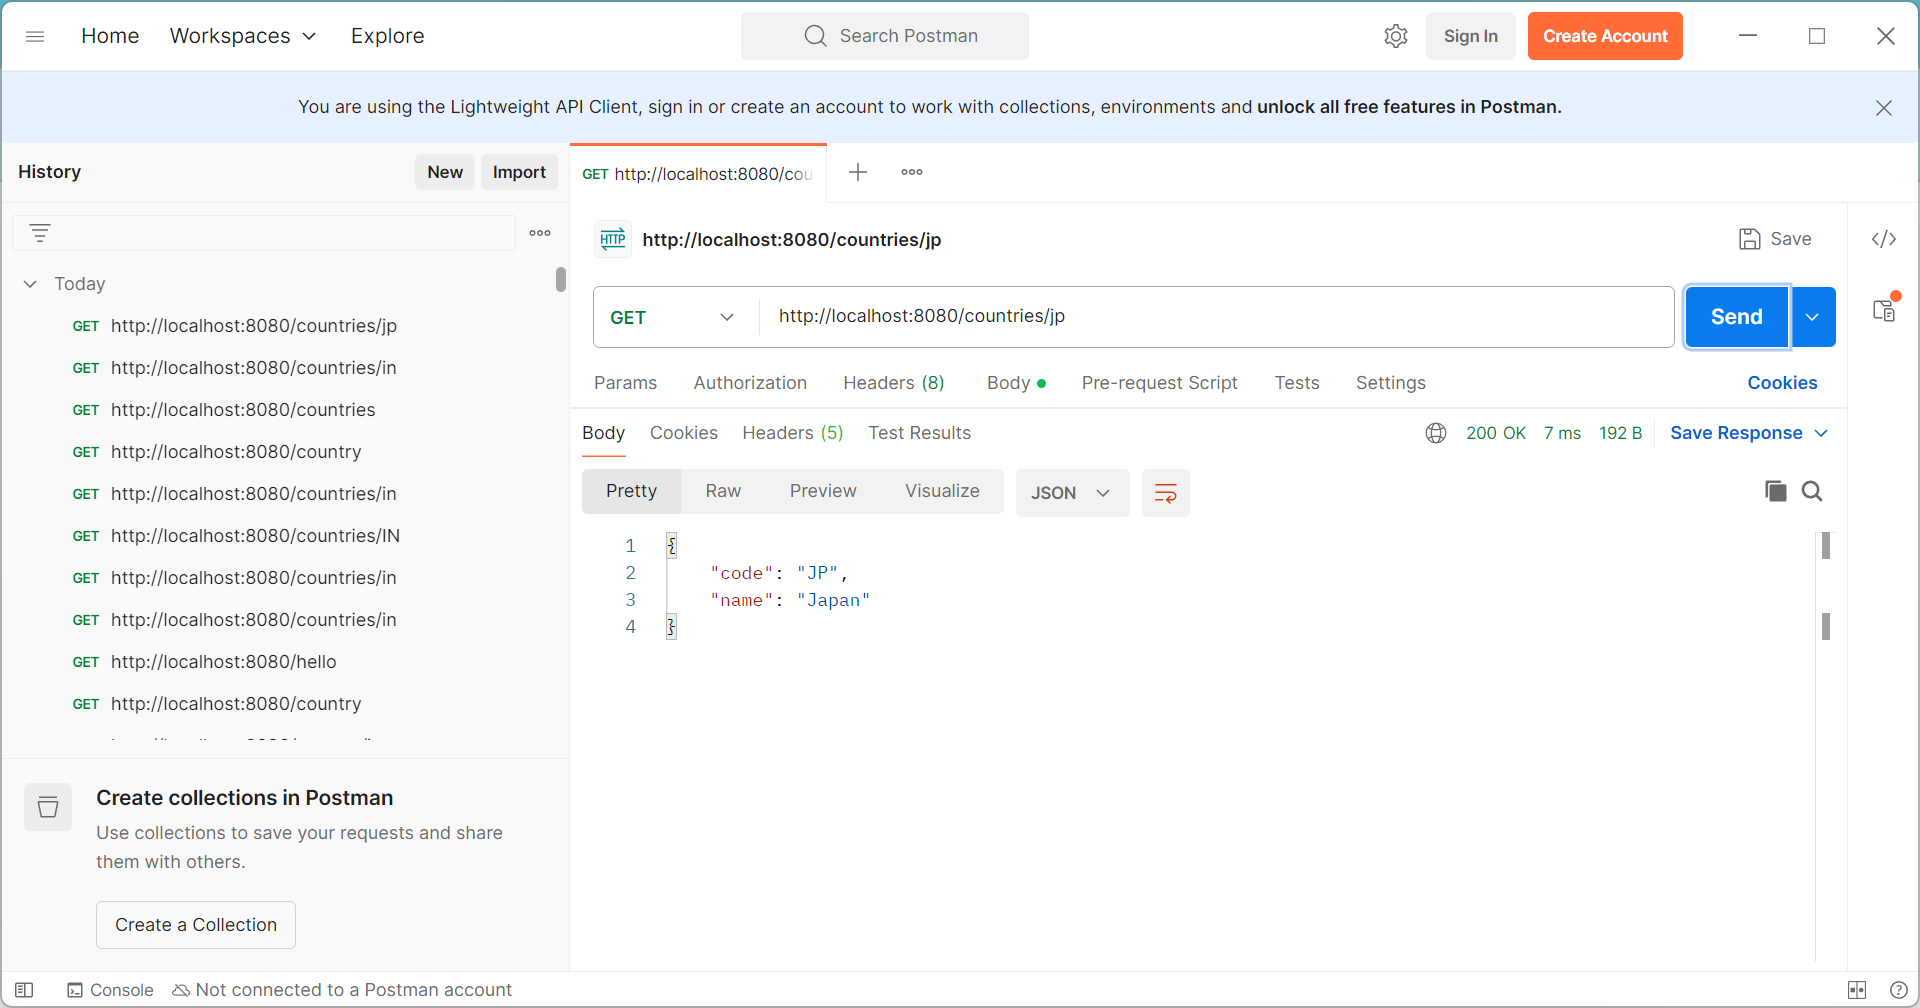 Home Workspaces Explore Search Postman Sign In Create Account
You are using the Lightweight API Client, sign in or create an account to work with collections, environments and unlock all free features in Postman.
History New Import
GET http://localhost:8080/cou
HTTP http://localhost:8080/countries/jp Save
Today
GET http://localhost:8080/countries/jp
GET http://localhost:8080/countries/in
GET http://localhost:8080/countries
GET http://localhost:8080/country
GET http://localhost:8080/countries/in
GET http://localhost:8080/countries/IN
GET http://localhost:8080/countries/in
GET http://localhost:8080/countries/in
GET http://localhost:8080/hello
GET http://localhost:8080/country
Create collections in Postman
Use collections to save your requests and share
them with others.
Create a Collection
GET http://localhost:8080/countries/jp Send
Params Authorization Headers (8) Body Pre-request Script Tests Settings Cookies
Body Cookies Headers (5) Test Results 200 OK 7 ms 192 B Save Response
Pretty Raw Preview Visualize JSON
1 {
2 "code": "JP",
3 "name": "Japan"
4 }
Console Not connected to a Postman account